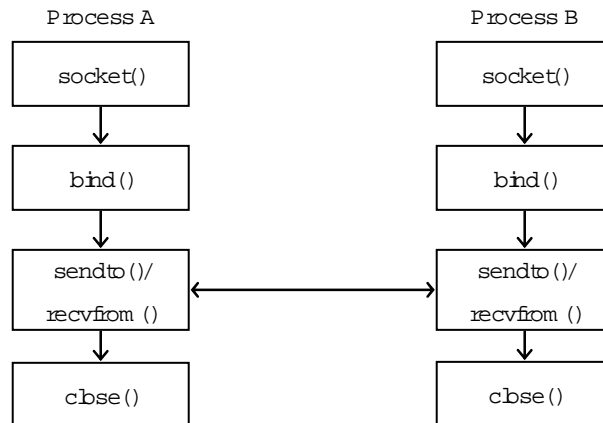 Process A
Process B
socket()
socket()
bind()
bind()
sendto()/
recvfrom ()
sendto()/
recvfrom ()
close()
close()